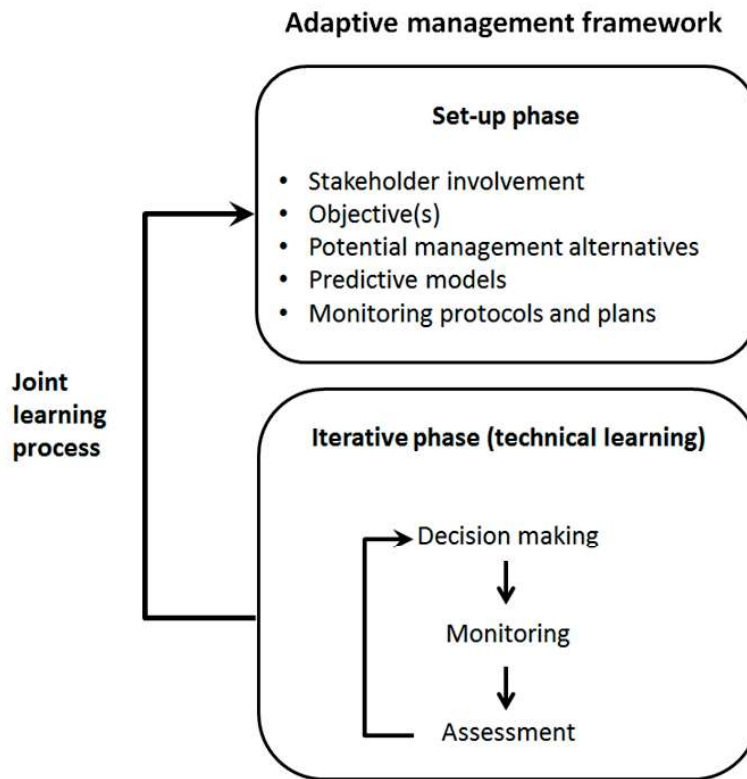 Adaptive management framework
Set-up phase
• Stakeholder involvement
• Objective(s)
• Potential management alternatives
• Predictive models
• Monitoring protocols and plans
Joint
learning
process
Iterative phase (technical learning)
Decision making
Monitoring
Assessment